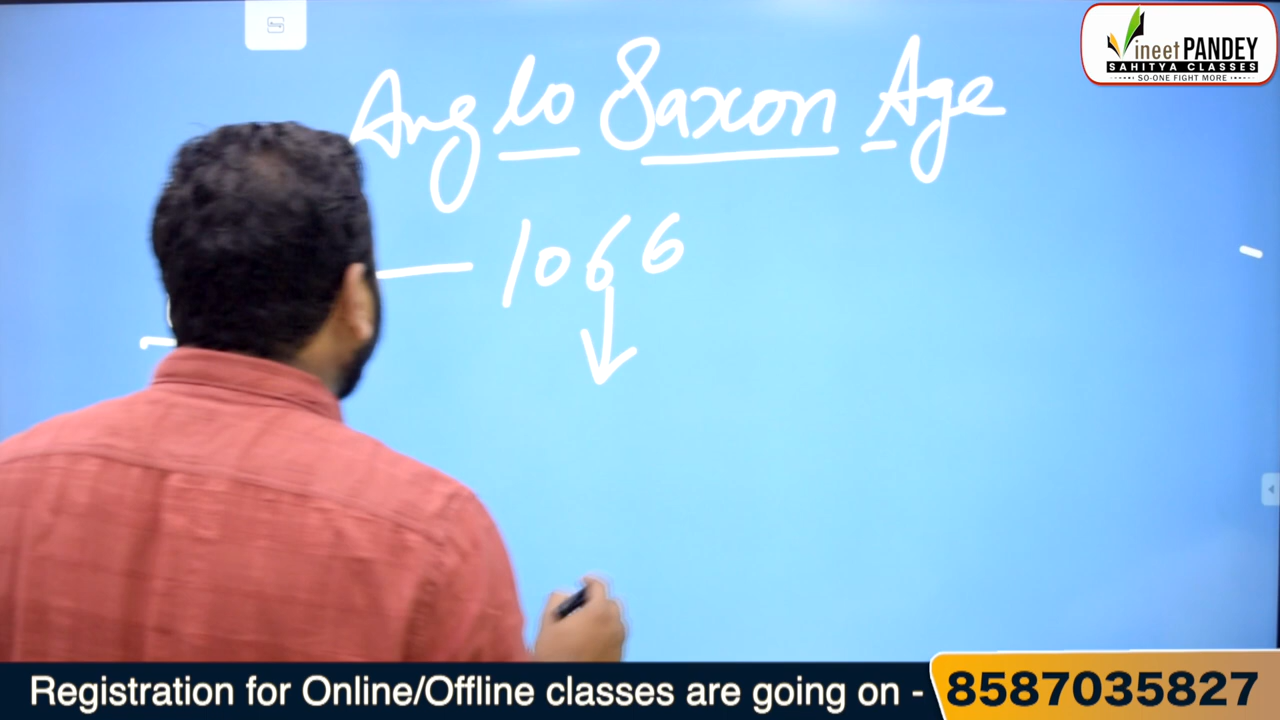 Vineet PANDEY
SAHITYA CLASSES
SO-ONE FIGHT MORE
Anglo Saxon Age
— 1066
Registration for Online/Offline classes are going on - 8587035827